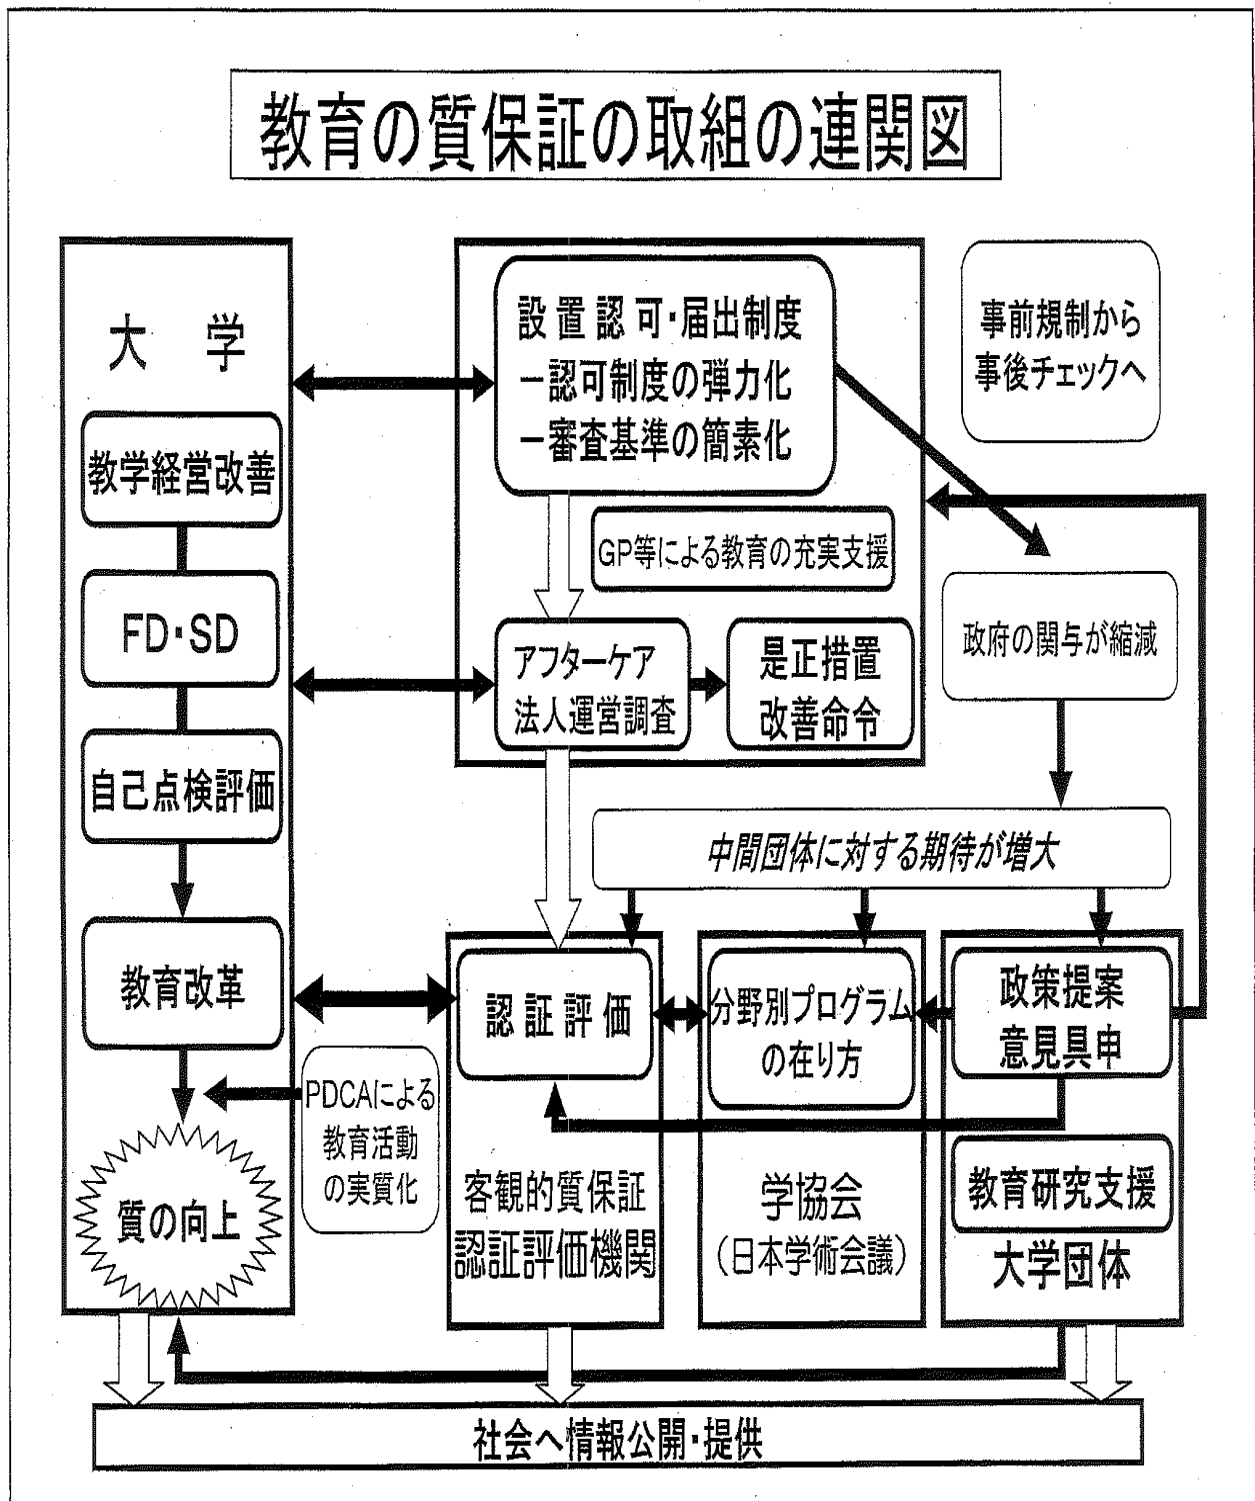 教育の質保証の取組の連関図
大 学
教学経営改善
FD・SD
自己点検評価
教育改革
質の向上
PDCAによる
教育活動
の実質化
設置認可・届出制度
－認可制度の弾力化
－審査基準の簡素化
GP等による教育の充実支援
アフターケア
法人運営調査
是正措置
改善命令
事前規制から
事後チェックへ
政府の関与が縮減
中間団体に対する期待が増大
認証評価
客観的質保証
認証評価機関
分野別プログラム
の在り方
学協会
（日本学術会議）
政策提案
意見具申
教育研究支援
大学団体
社会へ情報公開・提供